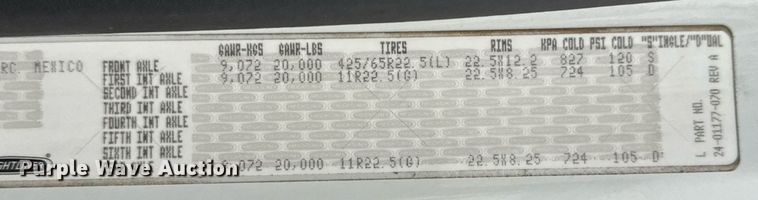 GAWR-KGS GAWR-LBS TIRES RIMS KPA COLD PSI COLD "S"INGLE/"D"UAL
RC. MEXICO FRONT AXLE 9,072 20,000 425/65R22.5(L) 22.5X12.2 827 120 S
FIRST INT AXLE 9,072 20,000 11R22.5(G) 22.5X8.25 724 105 D
SECOND INT AXLE
THIRD INT AXLE
FOURTH INT AXLE
FIFTH INT AXLE
SIXTH INT AXLE
9,072 20,000 11R22.5(G) 22.5X8.25 724 105 D
L PART NO.
24-01177-070 REV A
Purple Wave Auction